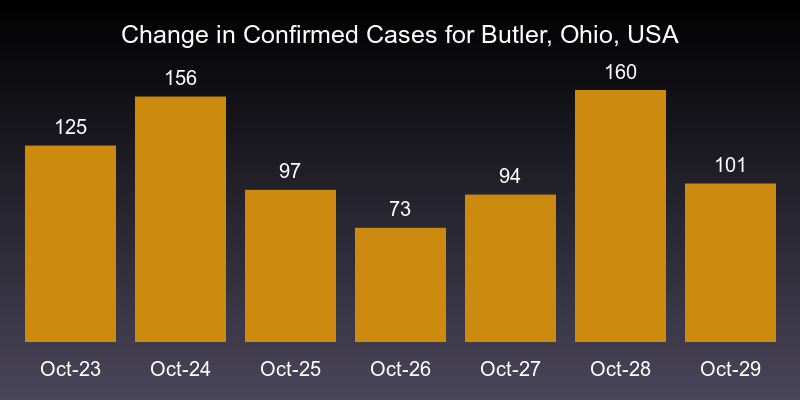 Change in Confirmed Cases for Butler, Ohio, USA
125
156
97
73
94
160
101
Oct-23
Oct-24
Oct-25
Oct-26
Oct-27
Oct-28
Oct-29